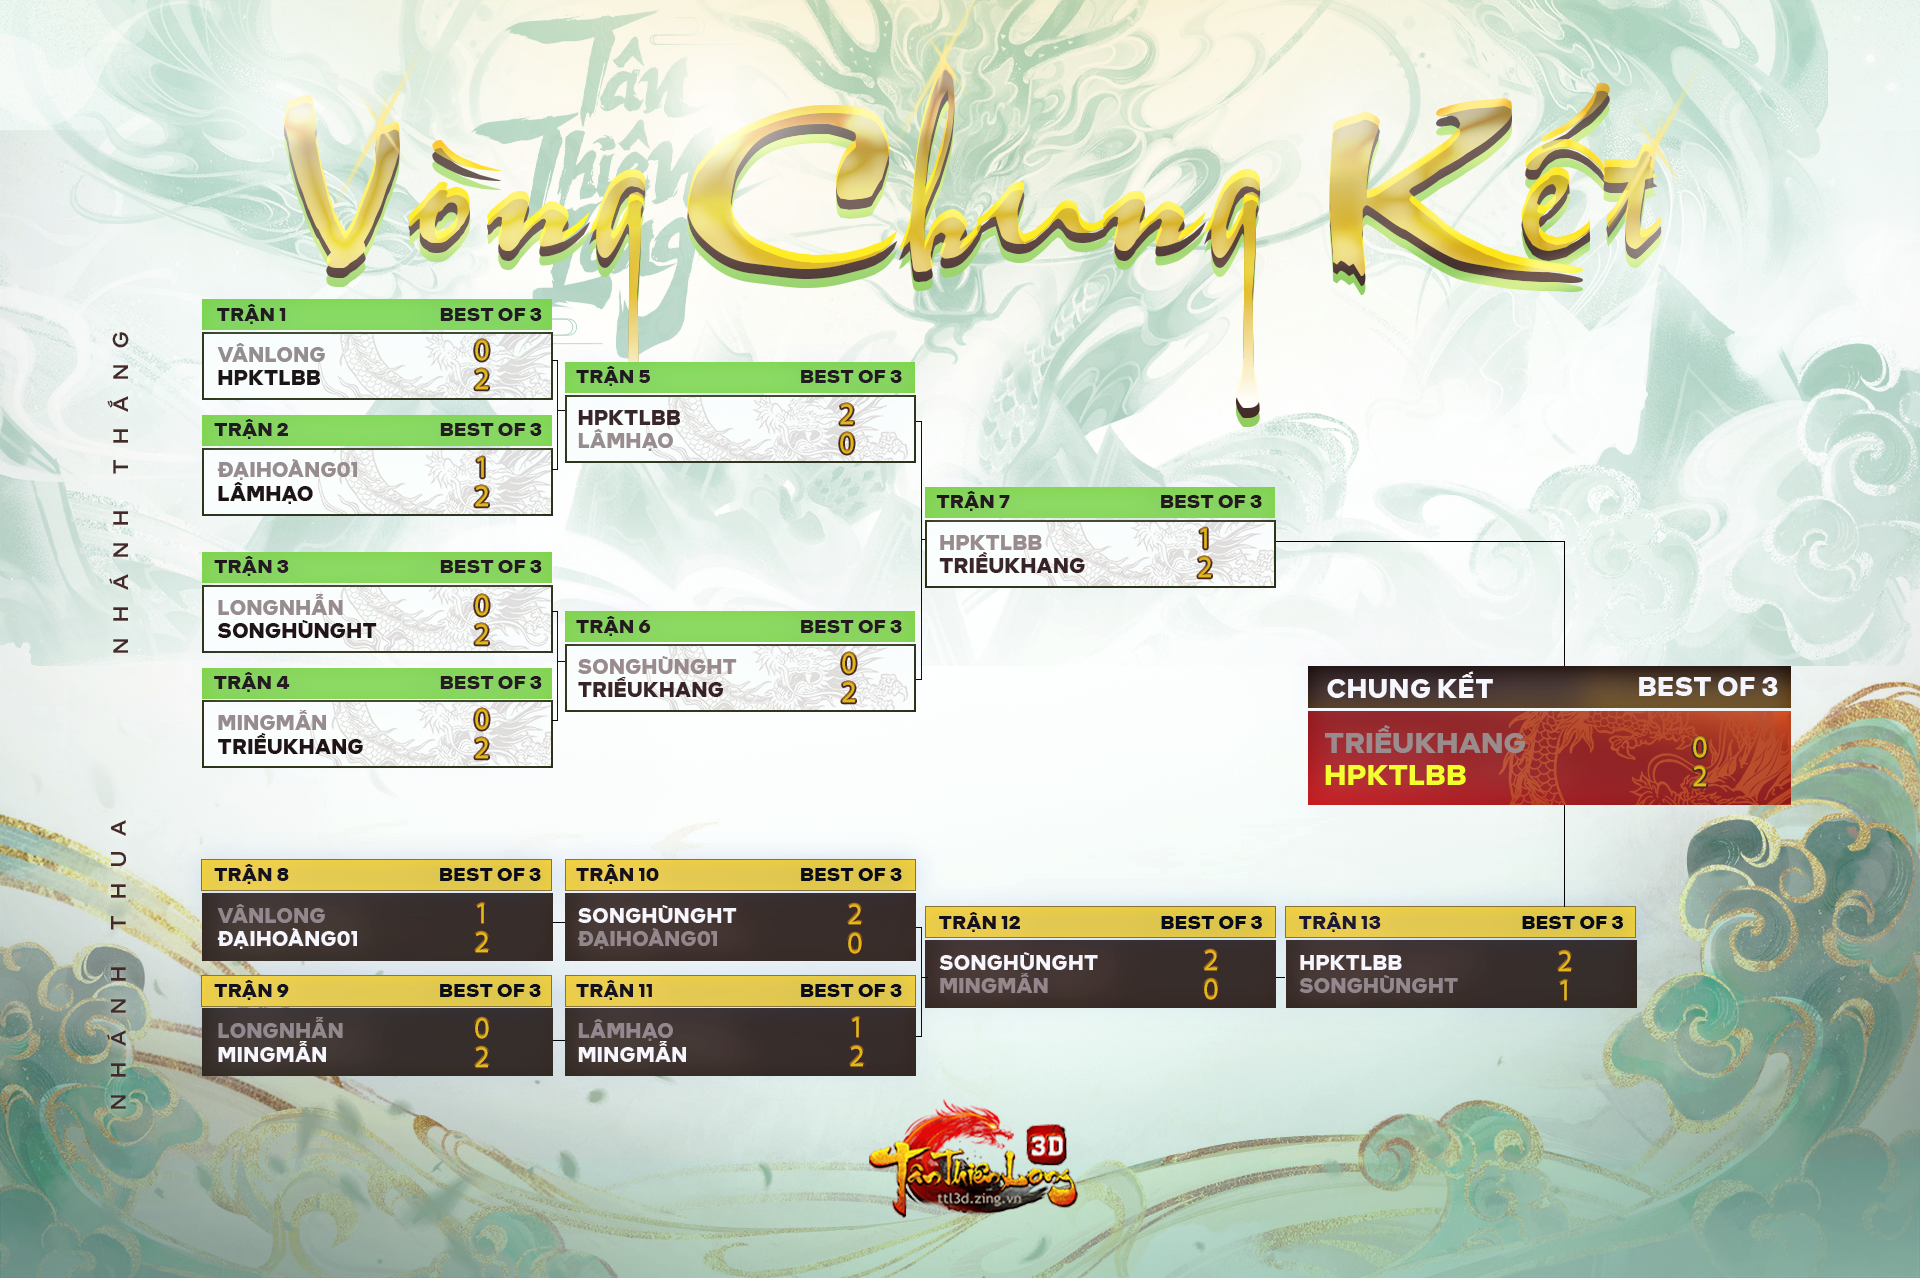 Tân
Thiên
Long
Vòng Chung Kết
NHÁNH THẮNG
TRẬN 1 BEST OF 3
VÂNLONG 0
HPKTLBB 2
TRẬN 2 BEST OF 3
ĐẠIHOÀNG01 1
LÂMHẠO 2
TRẬN 3 BEST OF 3
LONGNHẪN 0
SONGHÙNGHT 2
TRẬN 4 BEST OF 3
MINGMẪN 0
TRIỀUKHANG 2
TRẬN 5 BEST OF 3
HPKTLBB 2
LÂMHẠO 0
TRẬN 6 BEST OF 3
SONGHÙNGHT 0
TRIỀUKHANG 2
TRẬN 7 BEST OF 3
HPKTLBB 1
TRIỀUKHANG 2
CHUNG KẾT BEST OF 3
TRIỀUKHANG 0
HPKTLBB 2
NHÁNH THUA
TRẬN 8 BEST OF 3
VÂNLONG 1
ĐẠIHOÀNG01 2
TRẬN 9 BEST OF 3
LONGNHẪN 0
MINGMẪN 2
TRẬN 10 BEST OF 3
SONGHÙNGHT 2
ĐẠIHOÀNG01 0
TRẬN 11 BEST OF 3
LÂMHẠO 1
MINGMẪN 2
TRẬN 12 BEST OF 3
SONGHÙNGHT 2
MINGMẪN 0
TRẬN 13 BEST OF 3
HPKTLBB 2
SONGHÙNGHT 1
3D
Tân Thiên Long
ttl3d.zing.vn